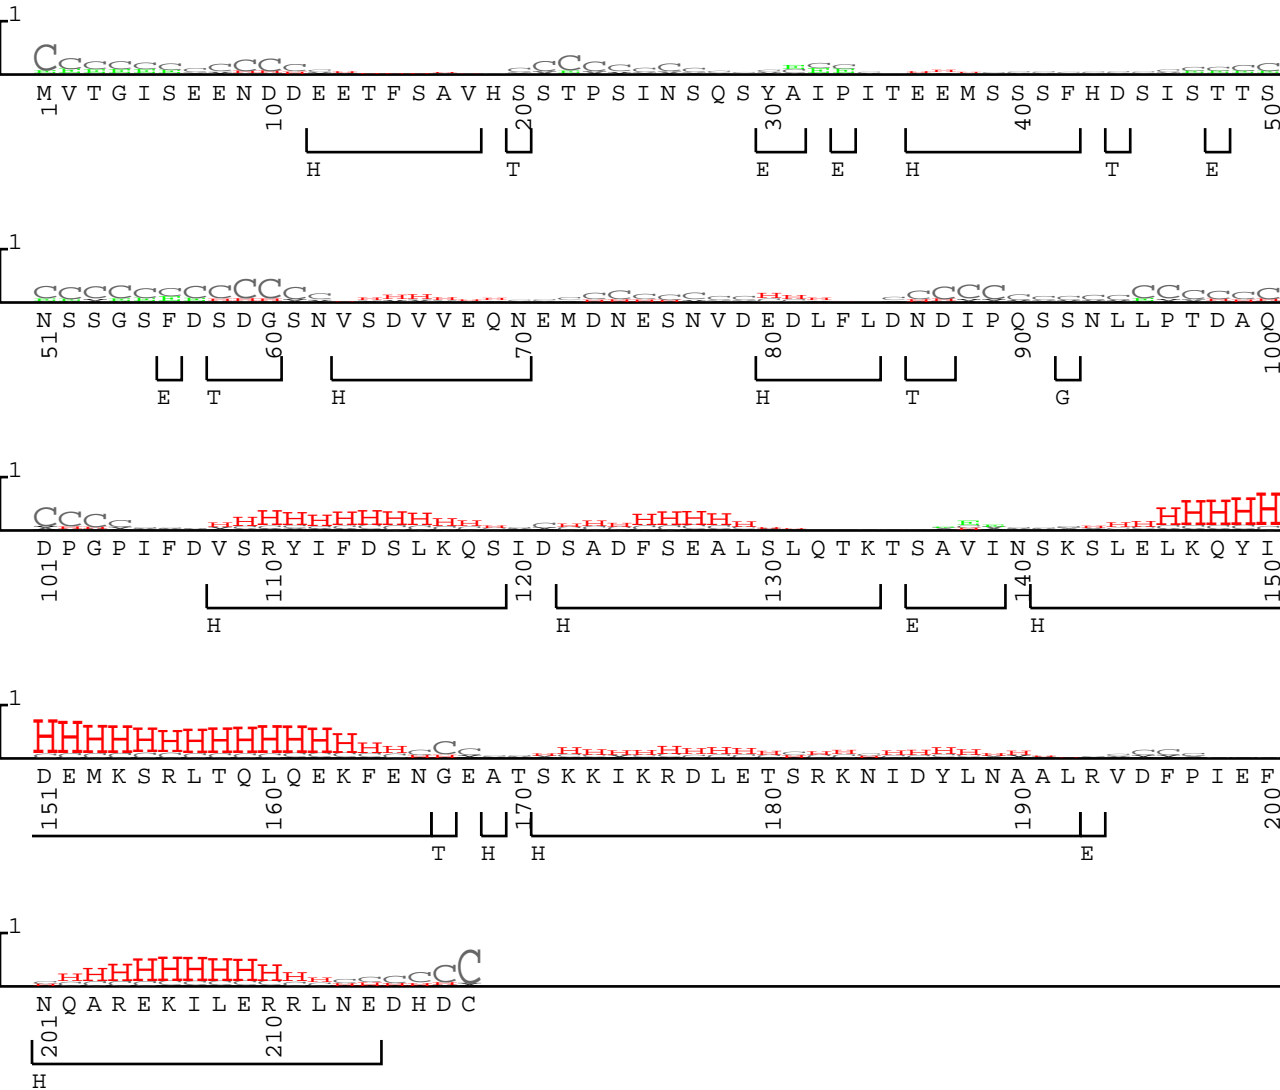 1
C C C C C C C C C C C C C C C C C C C C C C C C C C C C C
M V T G I S E E N D D E E T F S A V H S S T P S I N S Q S Y A I P I T E E M S S S F H D S I S T T S
1 10 20 30 40 50
H T E E H T E
1
N S S G S F D S D G S N V S D V V E Q N E M D N E S N V D E D L F L D N D I P Q S S N L L P T D A Q
51 60 70 80 90 100
E T H H T G
1
D P G P I F D V S R Y I F D S L K Q S I D S A D F S E A L S L Q T K T S A V I N S K S L E L K Q Y I
101 110 120 130 140 150
H H E H
1
H H H H H H H H H H H H H H H C
D E M K S R L T Q L Q E K F E N G E A T S K K I K R D L E T S R K N I D Y L N A A L R V D F P I E F
151 160 170 180 190 200
T H H E
1
H H H H H H H H H H C C C C C
N Q A R E K I L E R R L N E D H D C
201 210
H